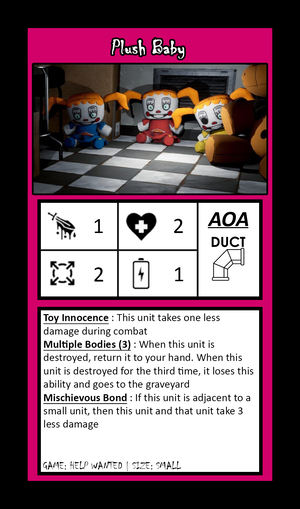 Plush Baby
1
2
AOA
DUCT
2
1
Toy Innocence : This unit takes one less
damage during combat
Multiple Bodies (3) : When this unit is
destroyed, return it to your hand. When this
unit is destroyed for the third time, it loses this
ability and goes to the graveyard
Mischievous Bond : If this unit is adjacent to a
small unit, then this unit and that unit take 3
less damage
GAME: HELP WANTED | SIZE: SMALL